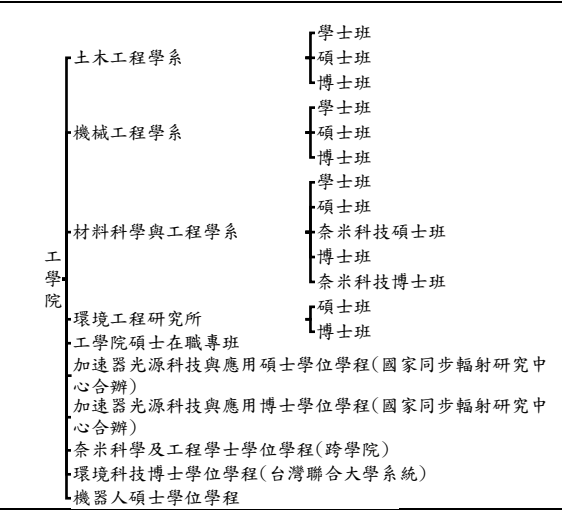 工學院
土木工程學系
學士班
碩士班
博士班
機械工程學系
學士班
碩士班
博士班
材料科學與工程學系
學士班
碩士班
奈米科技碩士班
博士班
奈米科技博士班
環境工程研究所
碩士班
博士班
工學院碩士在職專班
加速器光源科技與應用碩士學位學程(國家同步輻射研究中
心合辦)
加速器光源科技與應用博士學位學程(國家同步輻射研究中
心合辦)
奈米科學及工程學士學位學程(跨學院)
環境科技博士學位學程(台灣聯合大學系統)
機器人碩士學位學程